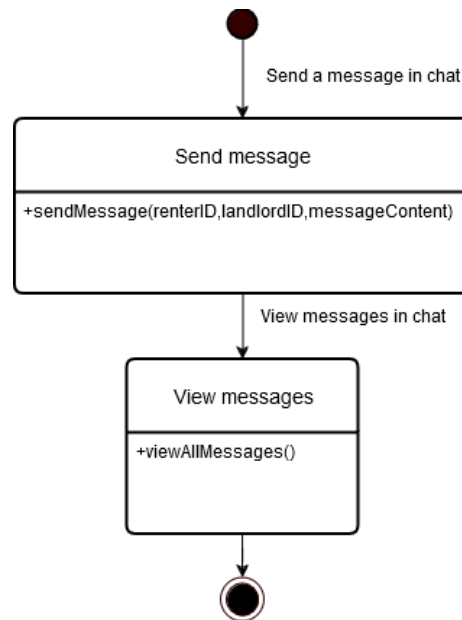 Send a message in chat
Send message
+sendMessage(renterID,landlordID,messageContent)
View messages in chat
View messages
+viewAllMessages()